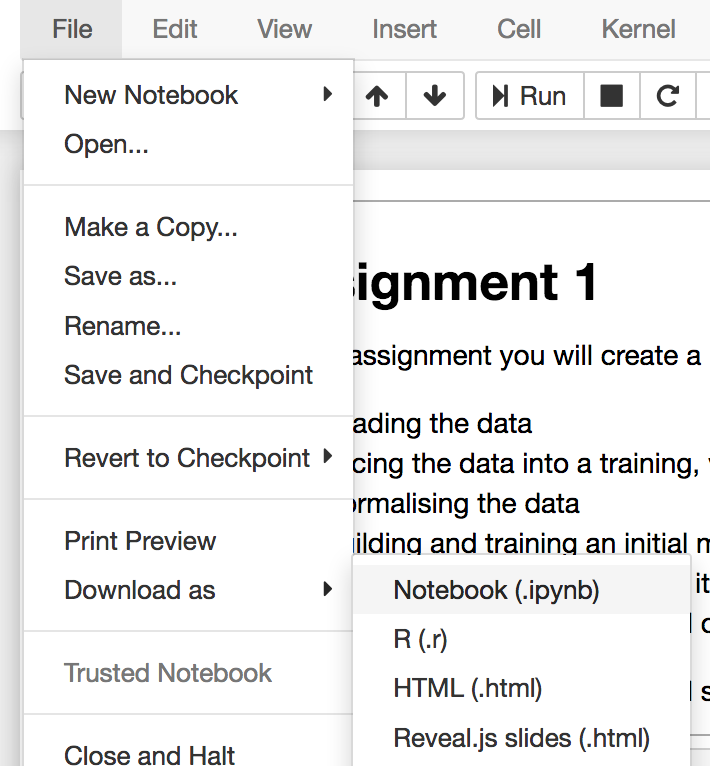 File Edit View Insert Cell Kernel
New Notebook
Run
Open...
Make a Copy...
Save as...
signment 1
Rename...
assignment you will create a
Save and Checkpoint
ading the data
Revert to Checkpoint
cing the data into a training,
ormalising the data
Print Preview
ilding and training an initial
Download as
it
Notebook (.ipynb)
R (.r)
Trusted Notebook
HTML (.html)
Reveal.js slides (.html)
Close and Halt